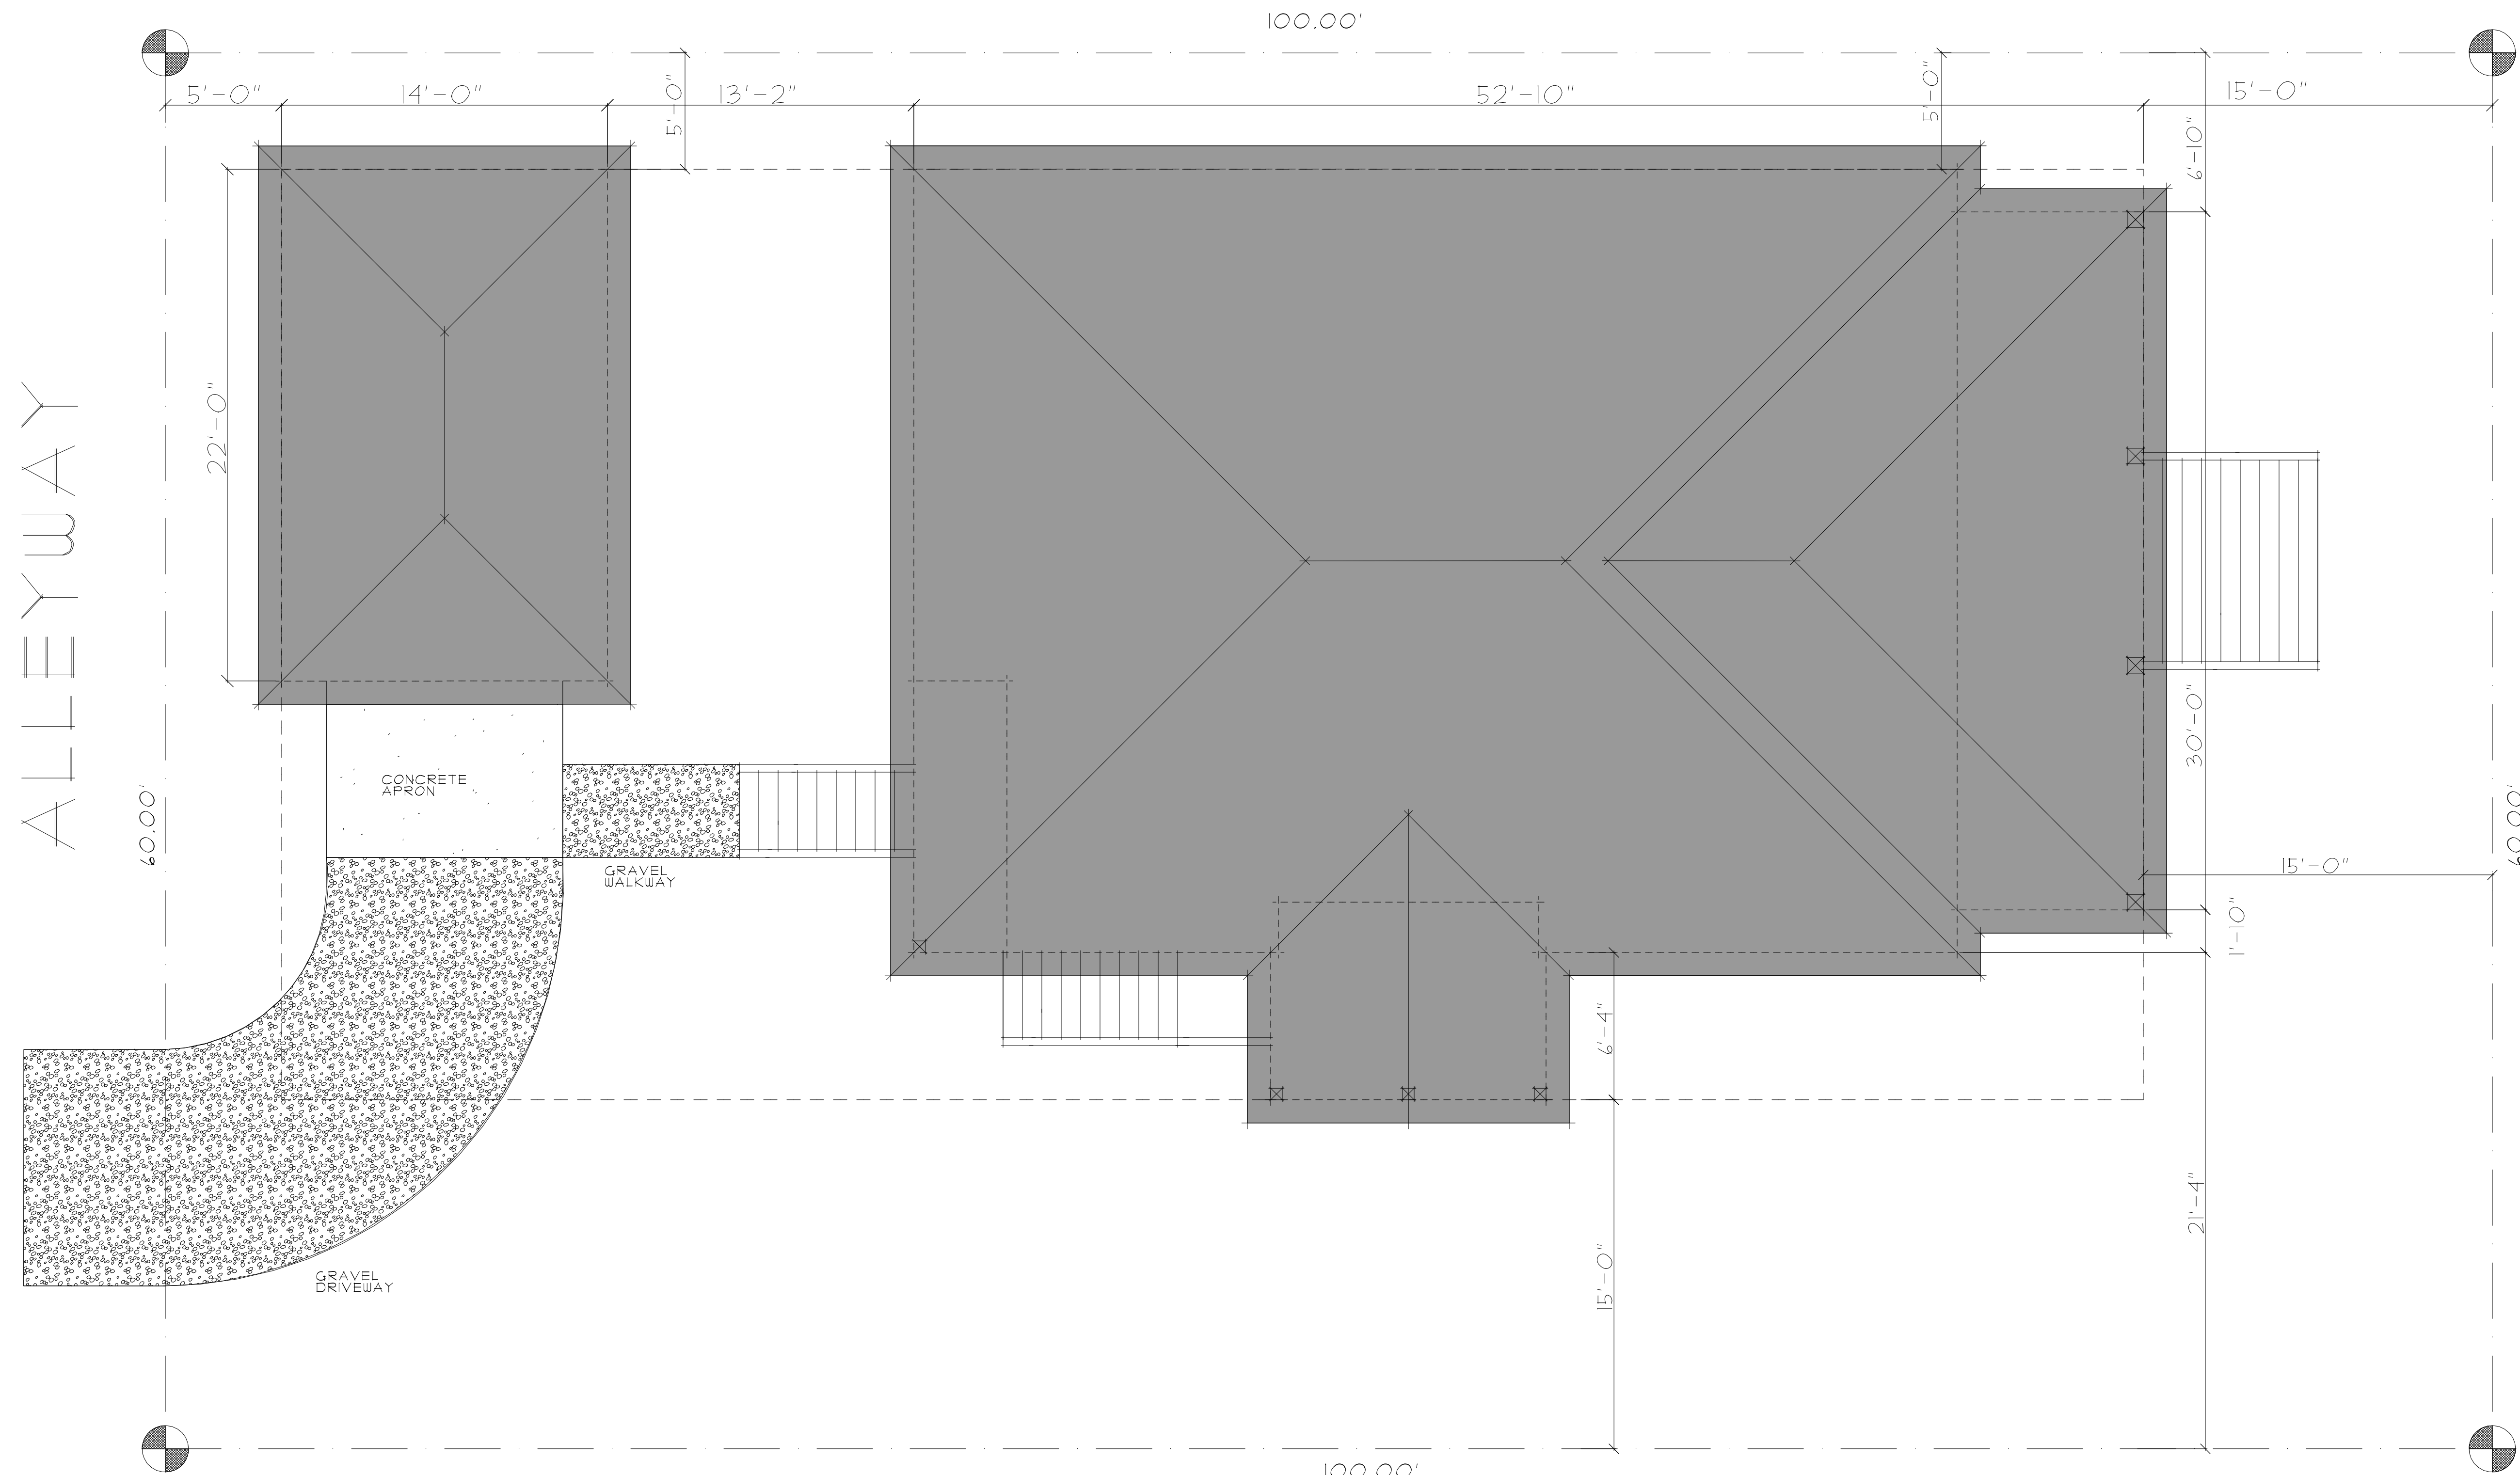 100.00'
5'-0"
14'-0"
5'-0"
13'-2"
52'-10"
5'-0"
15'-0"
6'-10"
22'-0"
ALLEYWAY
60.00'
CONCRETE
APRON
GRAVEL
WALKWAY
30'-0"
60.00'
15'-0"
1'-10"
6'-4"
21'-4"
15'-0"
GRAVEL
DRIVEWAY
100.00'